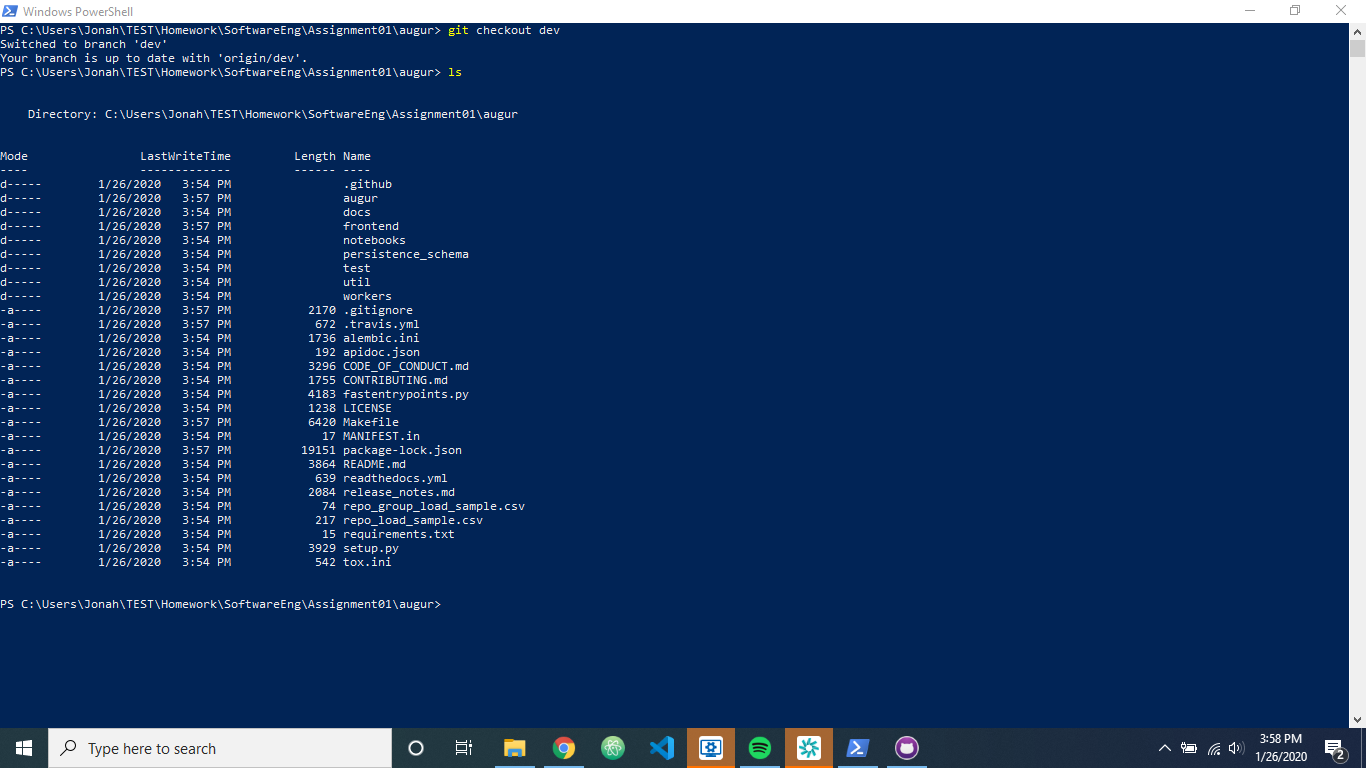 Windows PowerShell
PS C:\Users\Jonah\TEST\Homework\SoftwareEng\Assignment01\augur> git checkout dev
Switched to branch 'dev'
Your branch is up to date with 'origin/dev'.
PS C:\Users\Jonah\TEST\Homework\SoftwareEng\Assignment01\augur> ls
Directory: C:\Users\Jonah\TEST\Homework\SoftwareEng\Assignment01\augur
Mode LastWriteTime Length Name
---- ------------- ------ ----
d----- 1/26/2020 3:54 PM .github
d----- 1/26/2020 3:57 PM augur
d----- 1/26/2020 3:54 PM docs
d----- 1/26/2020 3:57 PM frontend
d----- 1/26/2020 3:54 PM notebooks
d----- 1/26/2020 3:54 PM persistence_schema
d----- 1/26/2020 3:54 PM test
d----- 1/26/2020 3:54 PM util
d----- 1/26/2020 3:54 PM workers
-a---- 1/26/2020 3:57 PM 2170 .gitignore
-a---- 1/26/2020 3:57 PM 672 .travis.yml
-a---- 1/26/2020 3:54 PM 1736 alembic.ini
-a---- 1/26/2020 3:54 PM 192 apidoc.json
-a---- 1/26/2020 3:54 PM 3296 CODE_OF_CONDUCT.md
-a---- 1/26/2020 3:54 PM 1755 CONTRIBUTING.md
-a---- 1/26/2020 3:54 PM 4183 fastentrypoints.py
-a---- 1/26/2020 3:54 PM 1238 LICENSE
-a---- 1/26/2020 3:57 PM 6420 Makefile
-a---- 1/26/2020 3:54 PM 17 MANIFEST.in
-a---- 1/26/2020 3:57 PM 19151 package-lock.json
-a---- 1/26/2020 3:54 PM 3864 README.md
-a---- 1/26/2020 3:54 PM 639 readthedocs.yml
-a---- 1/26/2020 3:54 PM 2084 release_notes.md
-a---- 1/26/2020 3:54 PM 74 repo_group_load_sample.csv
-a---- 1/26/2020 3:54 PM 217 repo_load_sample.csv
-a---- 1/26/2020 3:54 PM 15 requirements.txt
-a---- 1/26/2020 3:54 PM 3929 setup.py
-a---- 1/26/2020 3:54 PM 542 tox.ini
PS C:\Users\Jonah\TEST\Homework\SoftwareEng\Assignment01\augur>
Type here to search
3:58 PM
1/26/2020
2